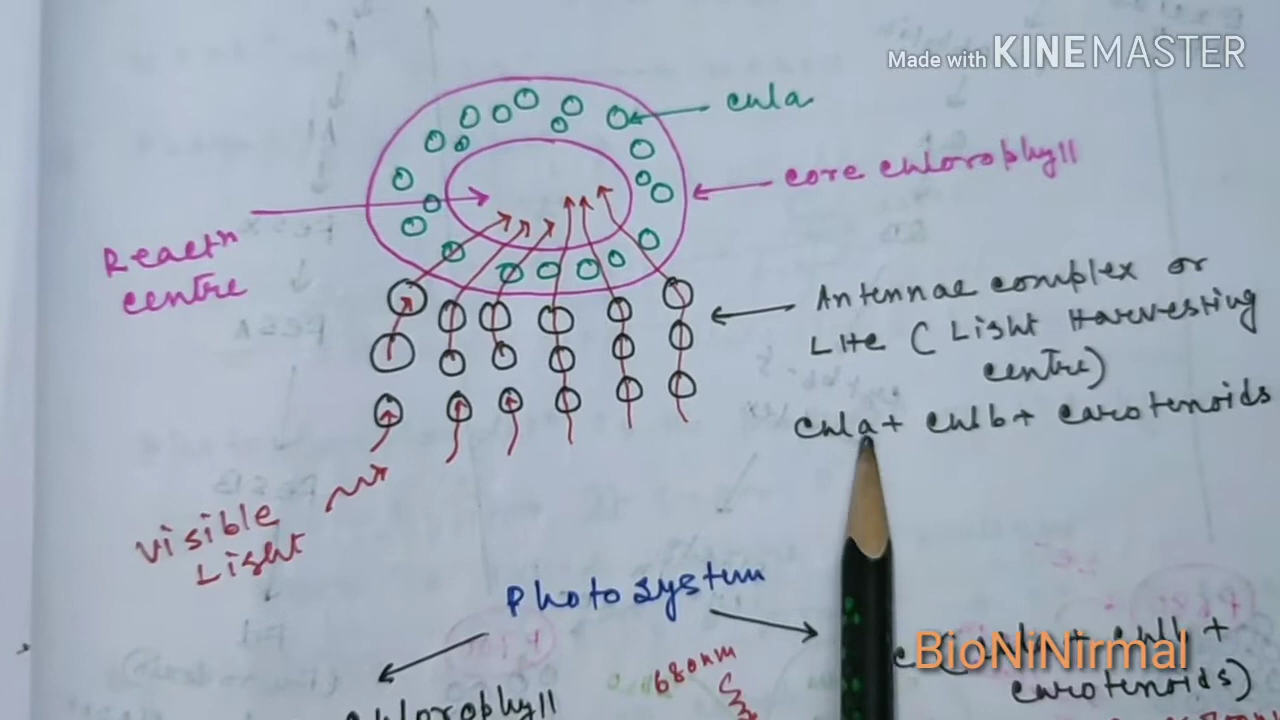 Made with KINEMASTER
chla
core chlorophyll
Reactn
centre
Antennae complex or
LHC ( Light Harvesting
centre)
chla + chlb + carotenoids
visible
Light
Photosystem
680nm
chlorophyll
BioNiNirmal
carotenoids)